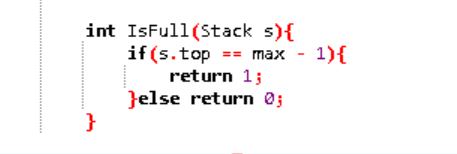 int IsFull(Stack s){
if(s.top == max - 1){
return 1;
}else return 0;
}